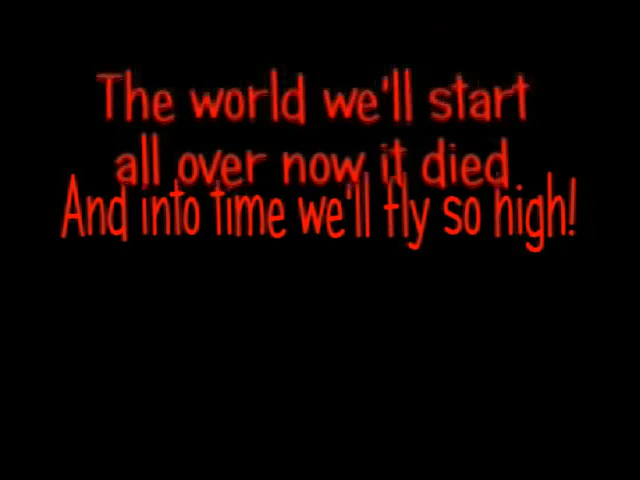 The world we'll start
all over now it died
And into time we'll fly so high!